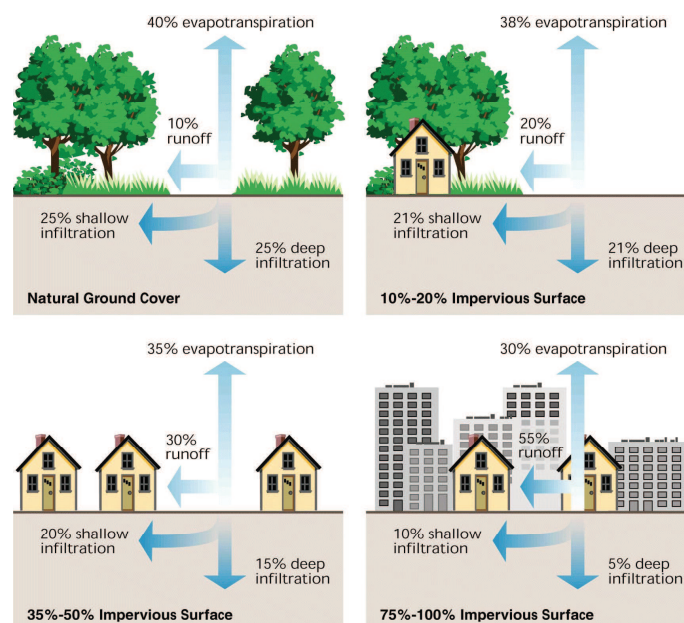 40% evapotranspiration
10%
runoff
25% shallow
infiltration
25% deep
infiltration
Natural Ground Cover
38% evapotranspiration
20%
runoff
21% shallow
infiltration
21% deep
infiltration
10%-20% Impervious Surface
35% evapotranspiration
30%
runoff
20% shallow
infiltration
15% deep
infiltration
35%-50% Impervious Surface
30% evapotranspiration
55%
runoff
10% shallow
infiltration
5% deep
infiltration
75%-100% Impervious Surface